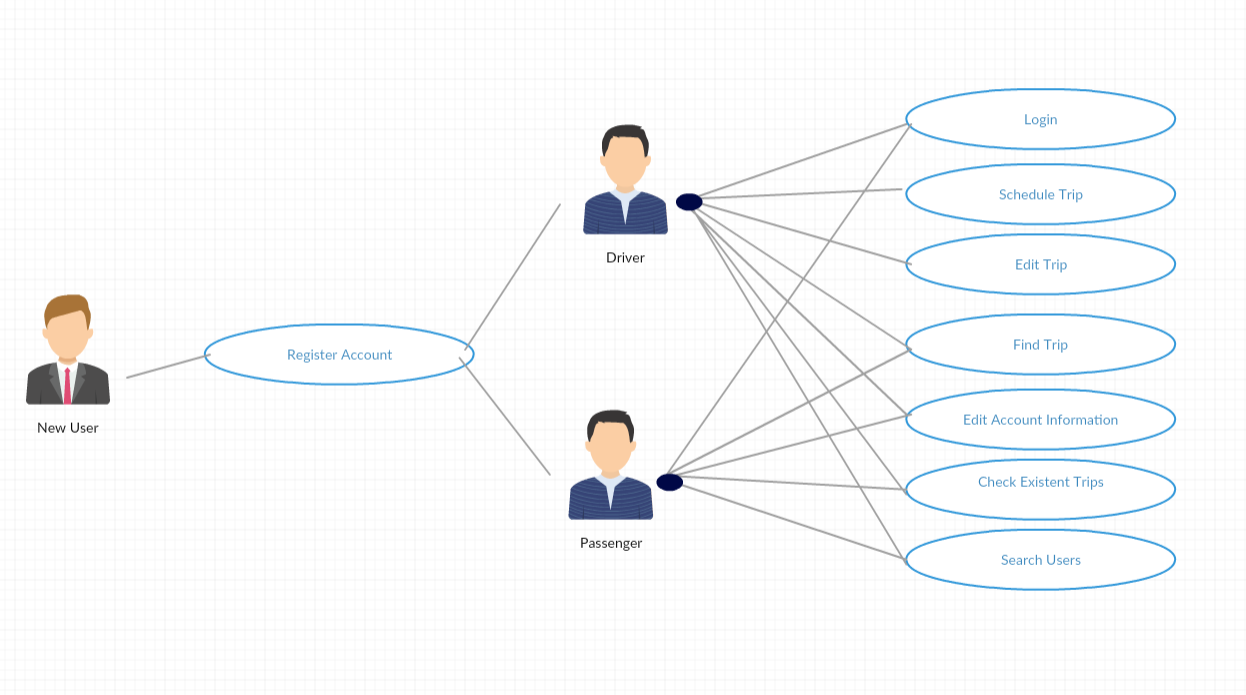 New User
Register Account
Driver
Passenger
Login
Schedule Trip
Edit Trip
Find Trip
Edit Account Information
Check Existent Trips
Search Users